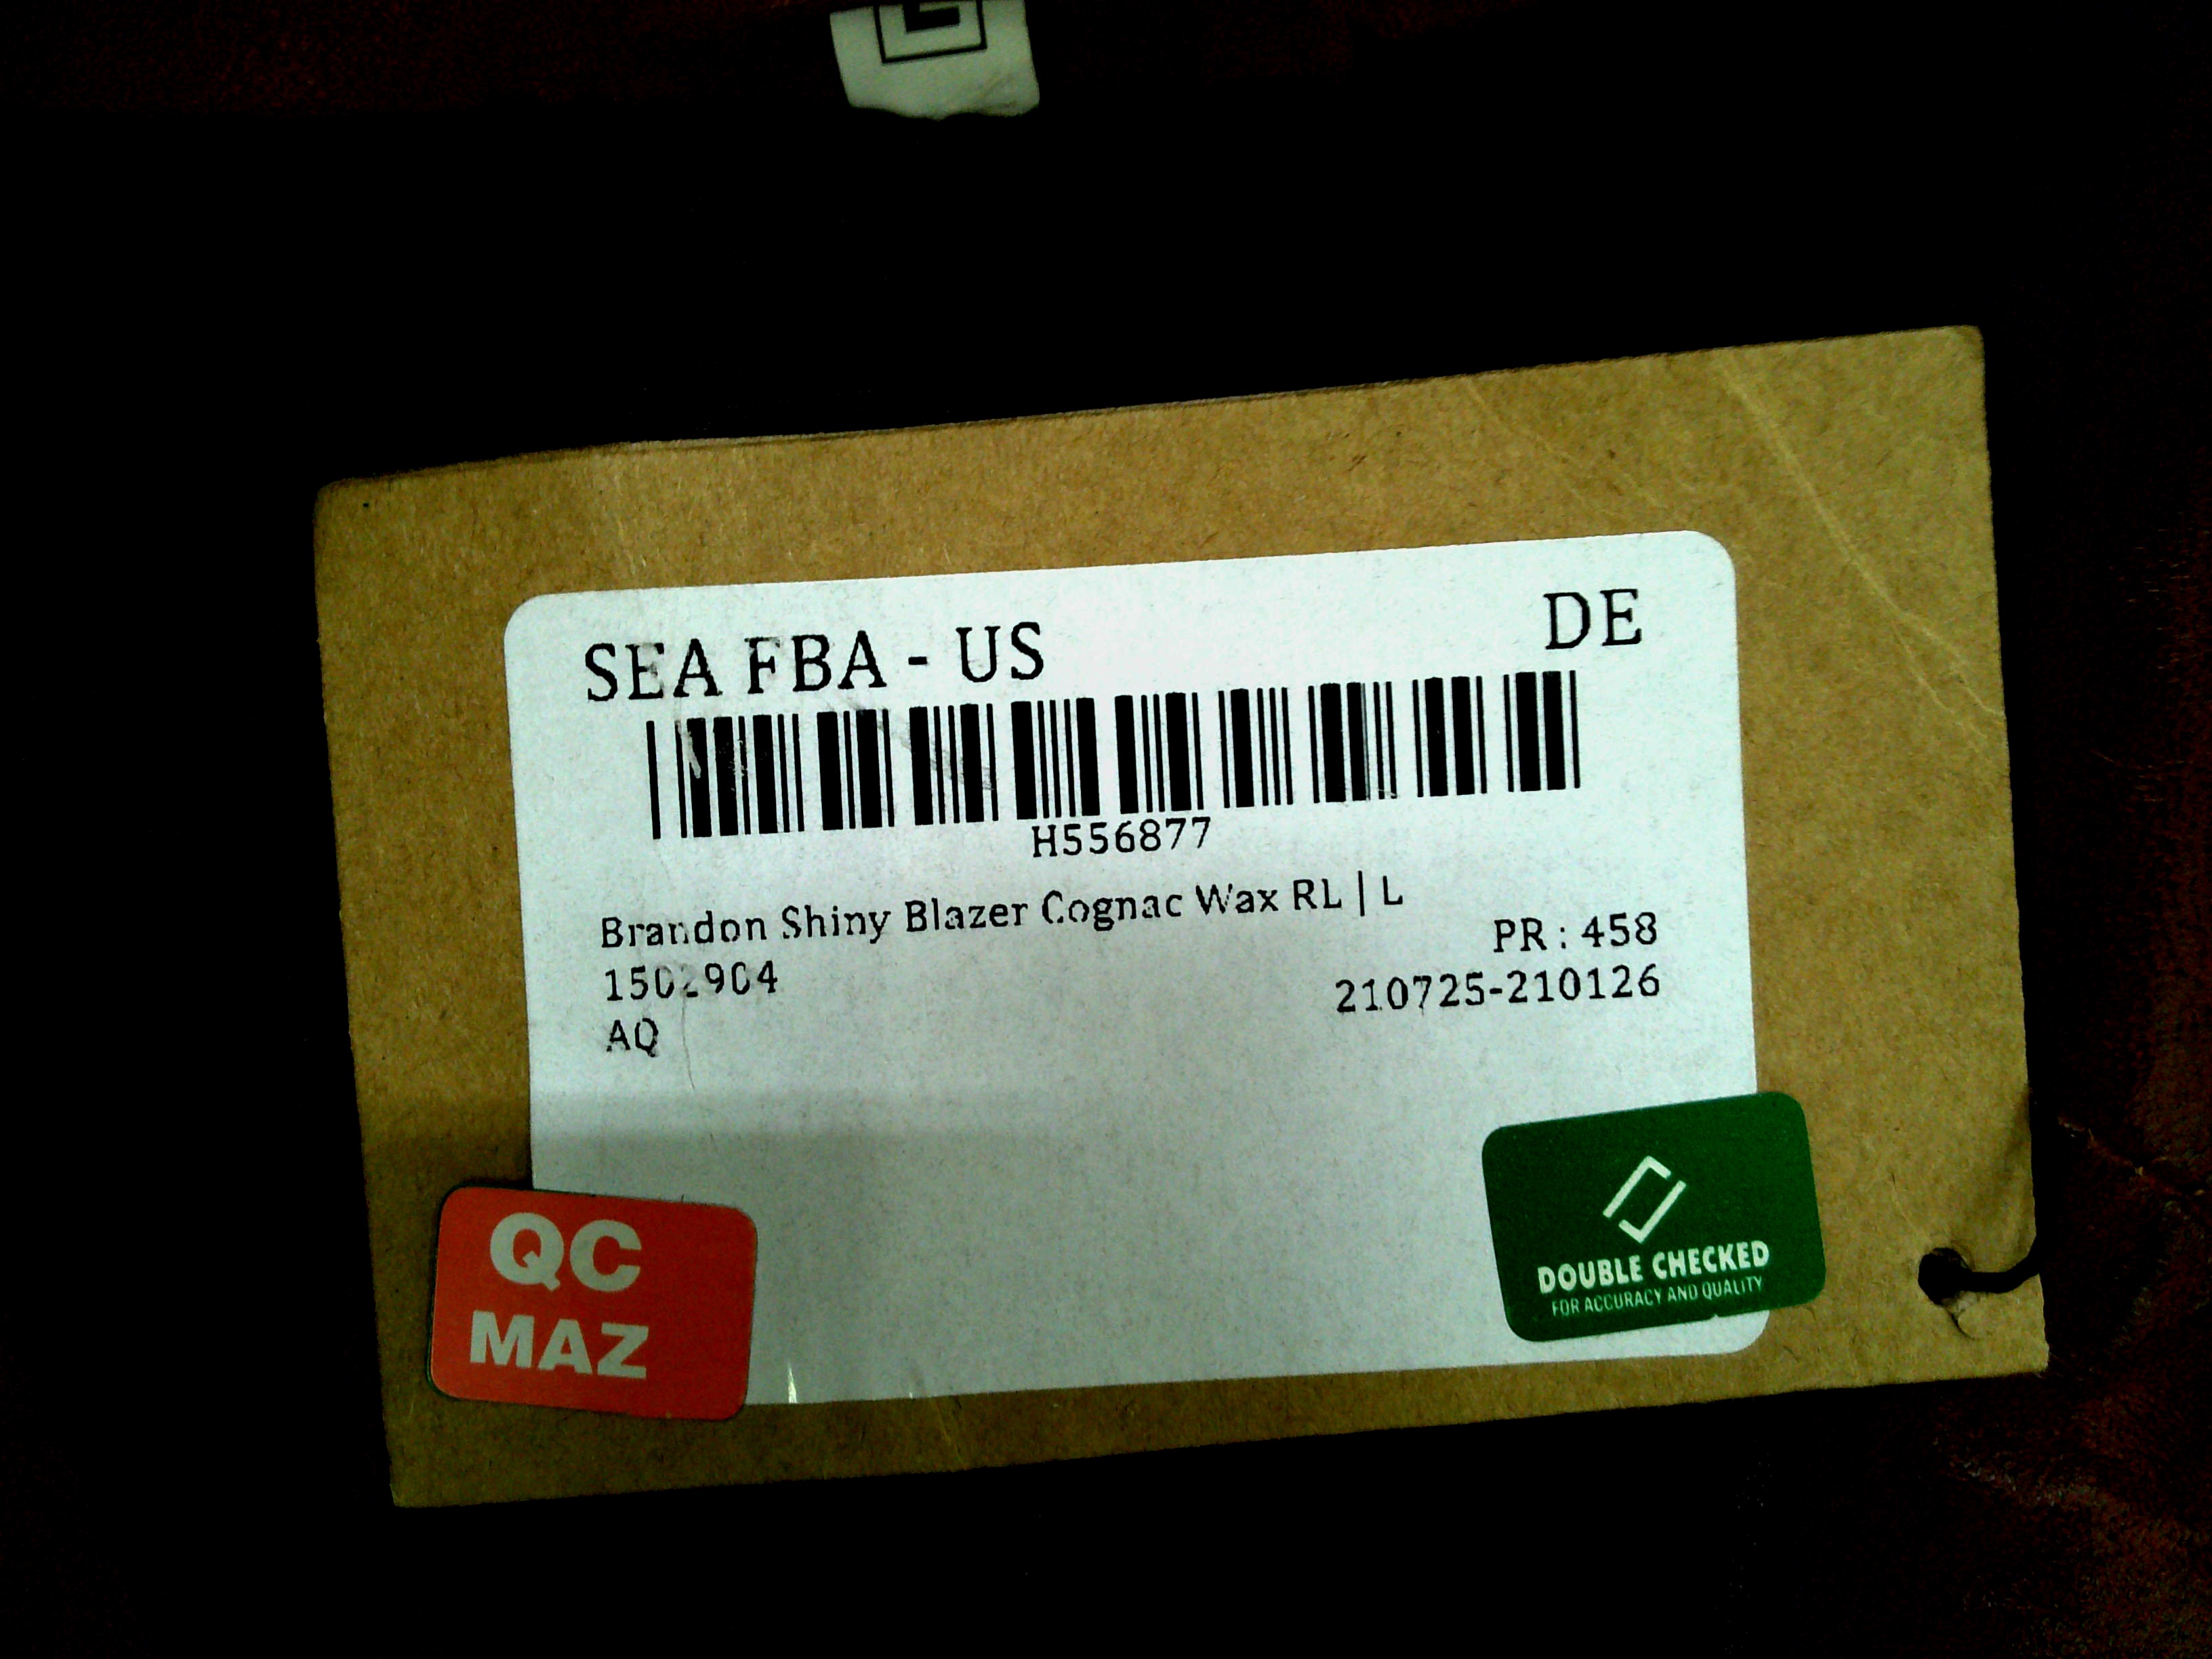 SEA FBA - US DE
H556877
Brandon Shiny Blazer Cognac Wax RL | L
PR : 458
1502904
210725-210126
AQ
QC
MAZ
DOUBLE CHECKED
FOR ACCURACY AND QUALITY